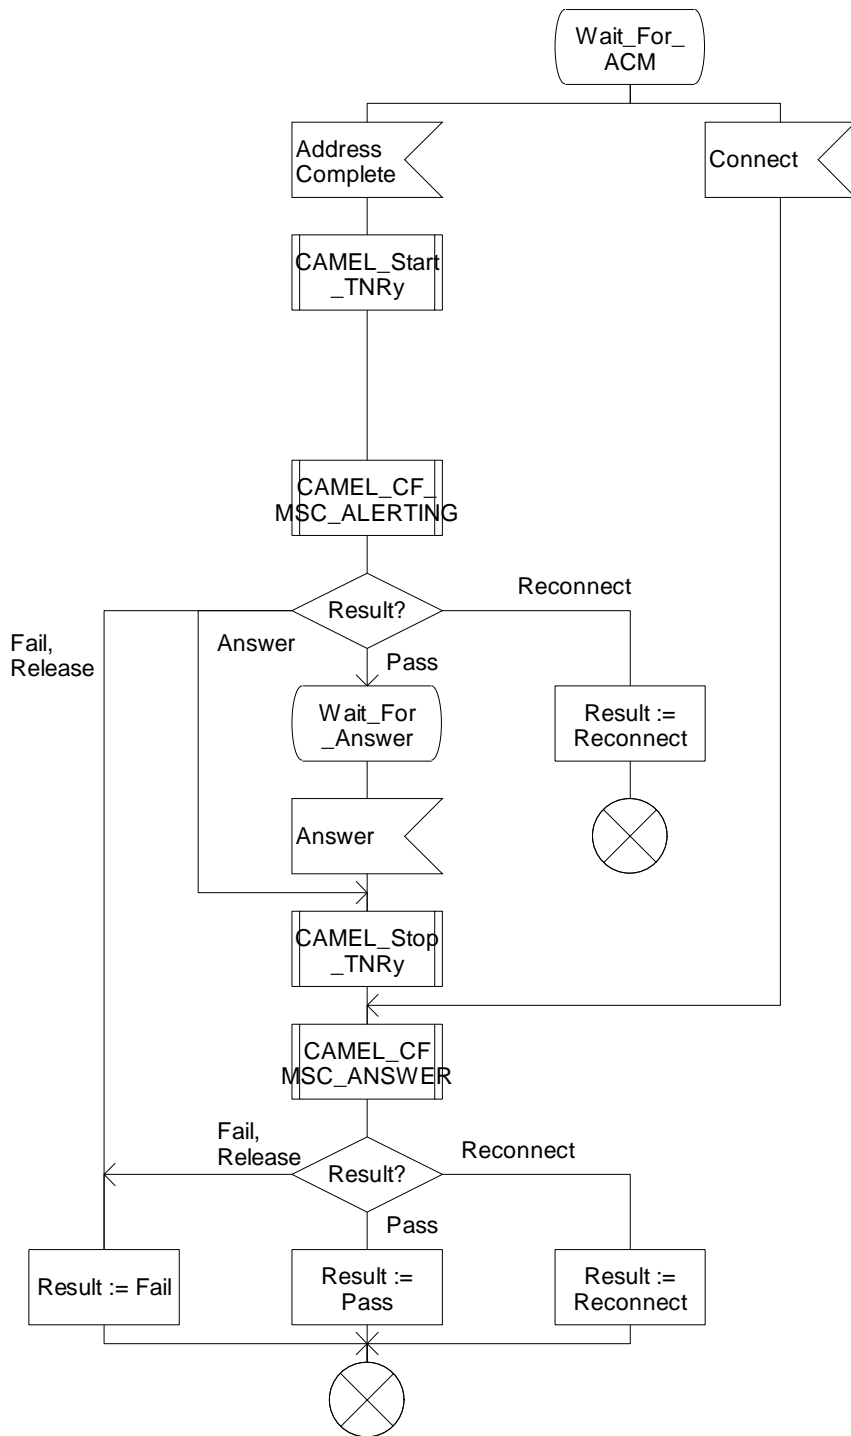 Wait_For_
ACM
Address
Complete
Connect
CAMEL_Start
_TNRy
CAMEL_CF_
MSC_ALERTING
Result?
Reconnect
Fail,
Release
Answer
Pass
Wait_For
_Answer
Result :=
Reconnect
Answer
CAMEL_Stop
_TNRy
CAMEL_CF
MSC_ANSWER
Fail,
Release
Result?
Reconnect
Pass
Result := Fail
Result :=
Pass
Result :=
Reconnect